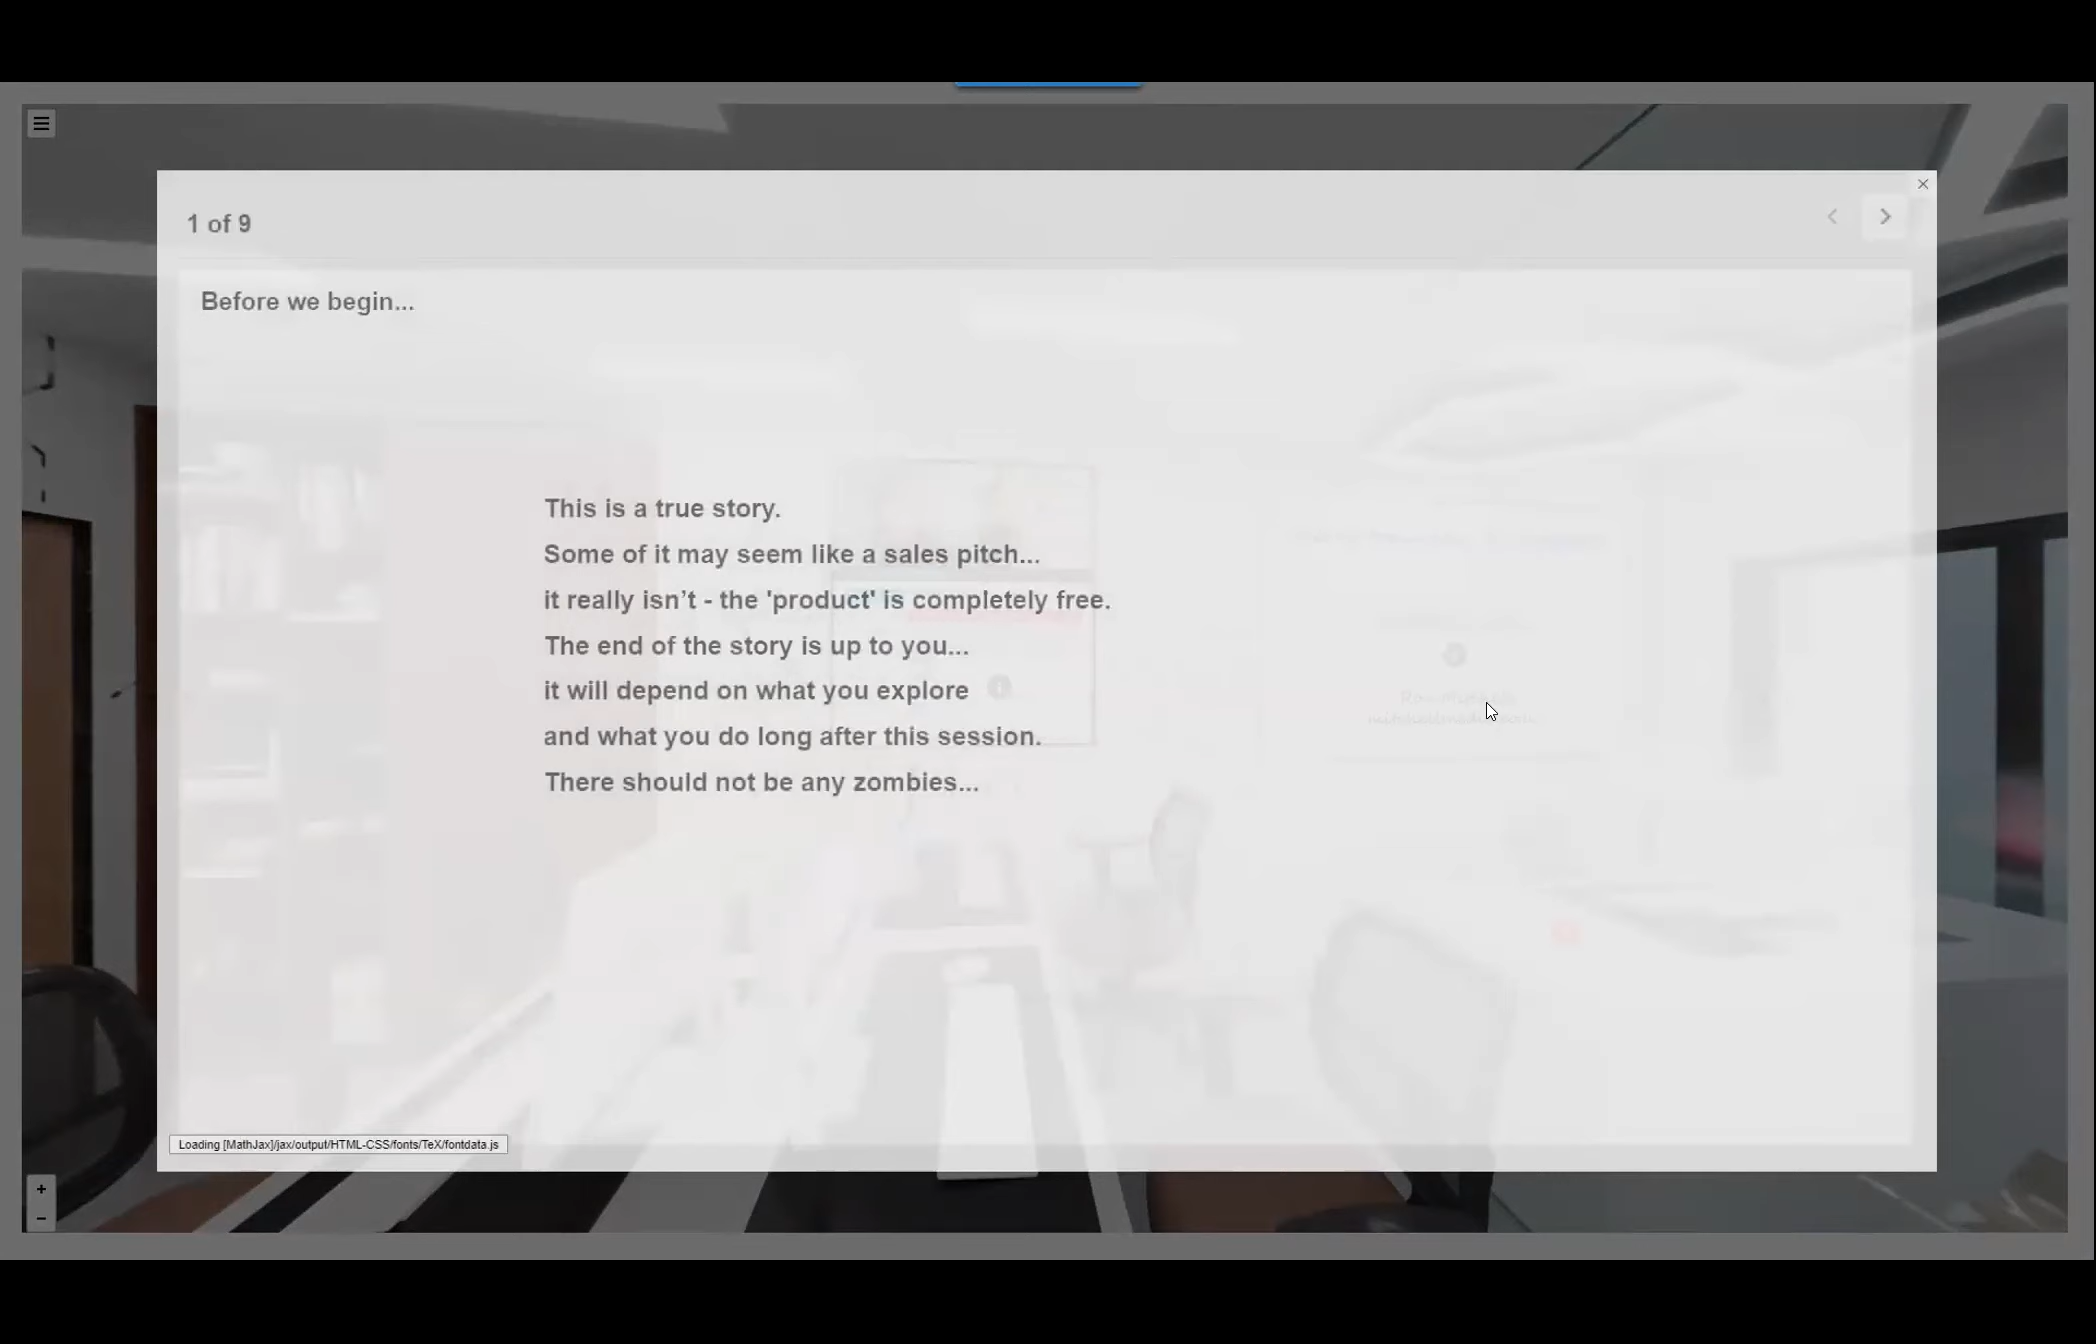 1 of 9
Before we begin...
This is a true story.
Some of it may seem like a sales pitch...
it really isn’t - the 'product' is completely free.
The end of the story is up to you...
it will depend on what you explore
and what you do long after this session.
There should not be any zombies...
Loading [MathJax]/jax/output/HTML-CSS/fonts/TeX/fontdata.js